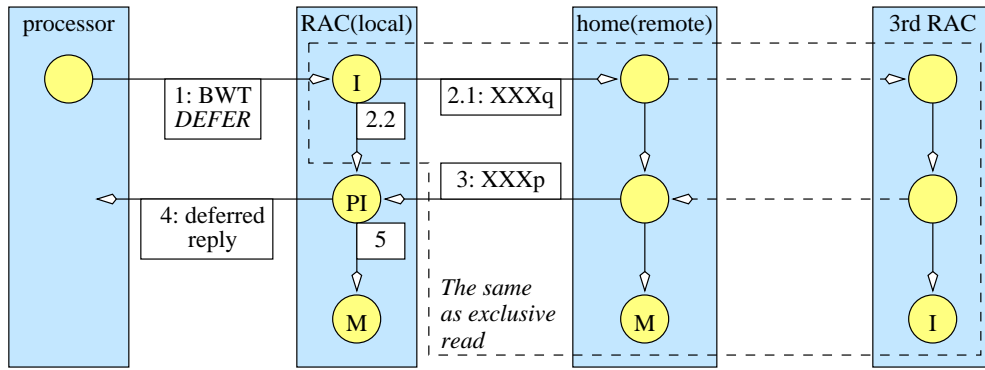 processor
RAC(local)
home(remote)
3rd RAC
I
1: BWT
DEFER
2.1: XXXq
2.2
3: XXXp
PI
4: deferred
reply
5
The same
as exclusive
read
M
M
I